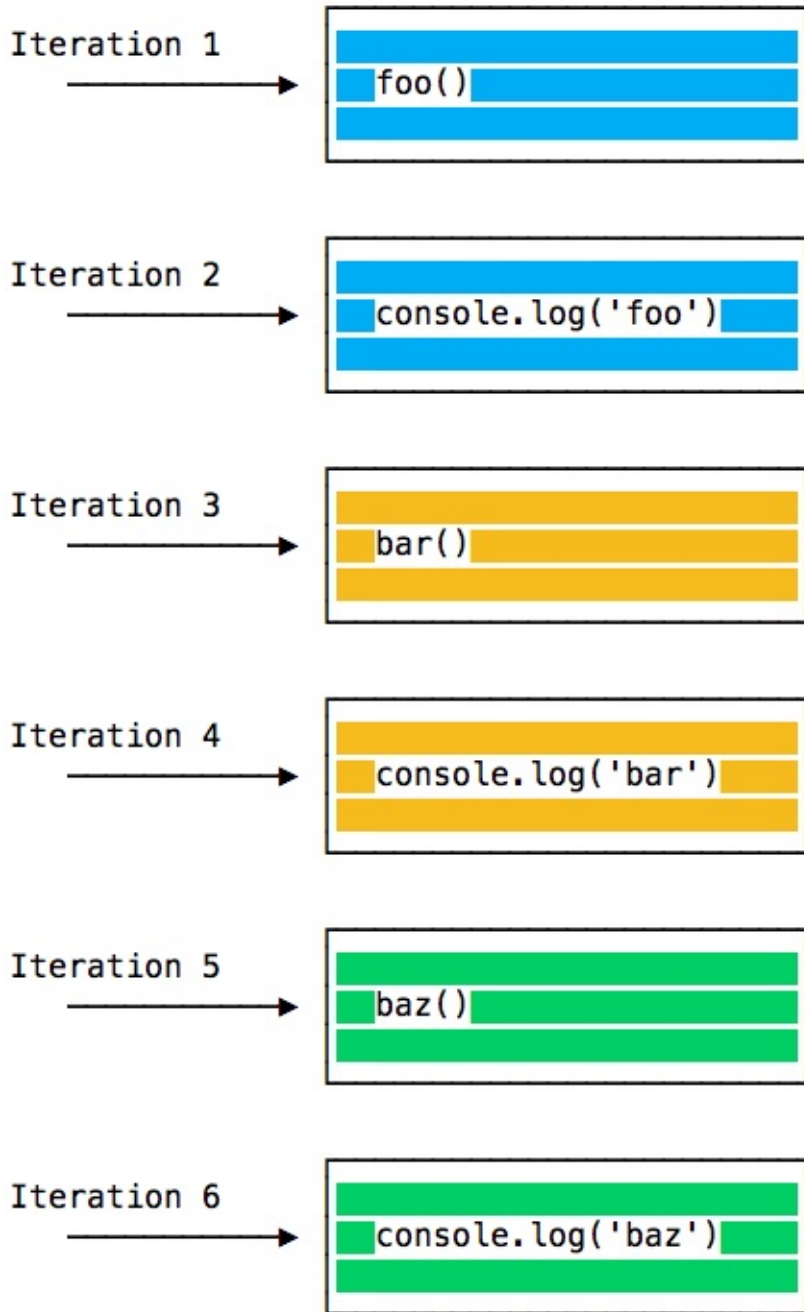 Iteration 1
foo()
Iteration 2
console.log('foo')
Iteration 3
bar()
Iteration 4
console.log('bar')
Iteration 5
baz()
Iteration 6
console.log('baz')